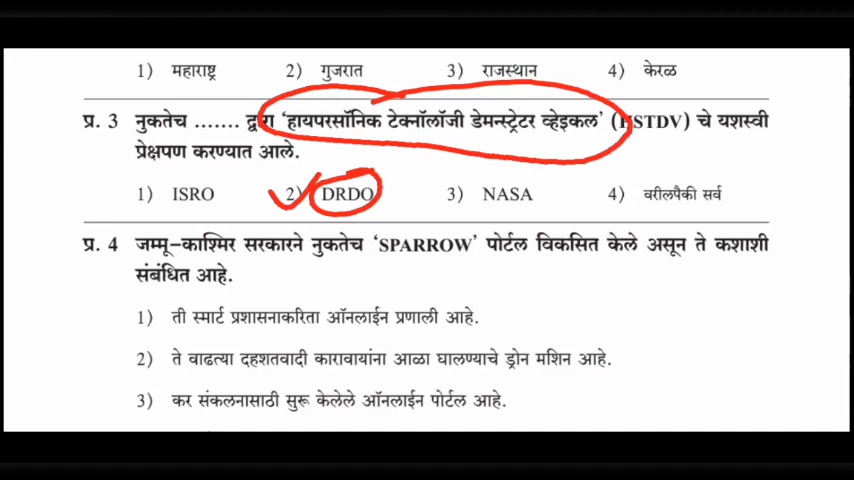 1) महाराष्ट्र 2) गुजरात 3) राजस्थान 4) केरळ
प्र. 3 नुकतेच ....... द्वारा 'हायपरसॉनिक टेक्नॉलॉजी डेमन्स्ट्रेटर व्हेइकल' (HSTDV) चे यशस्वी
प्रेक्षपण करण्यात आले.
1) ISRO 2) DRDO 3) NASA 4) वरीलपैकी सर्व
प्र. 4 जम्मू-काश्मिर सरकारने नुकतेच 'SPARROW' पोर्टल विकसित केले असून ते कशाशी
संबंधित आहे.
1) ती स्मार्ट प्रशासनाकरिता ऑनलाईन प्रणाली आहे.
2) ते वाढत्या दहशतवादी कारावायांना आळा घालण्याचे ड्रोन मशिन आहे.
3) कर संकलनासाठी सुरू केलेले ऑनलाईन पोर्टल आहे.